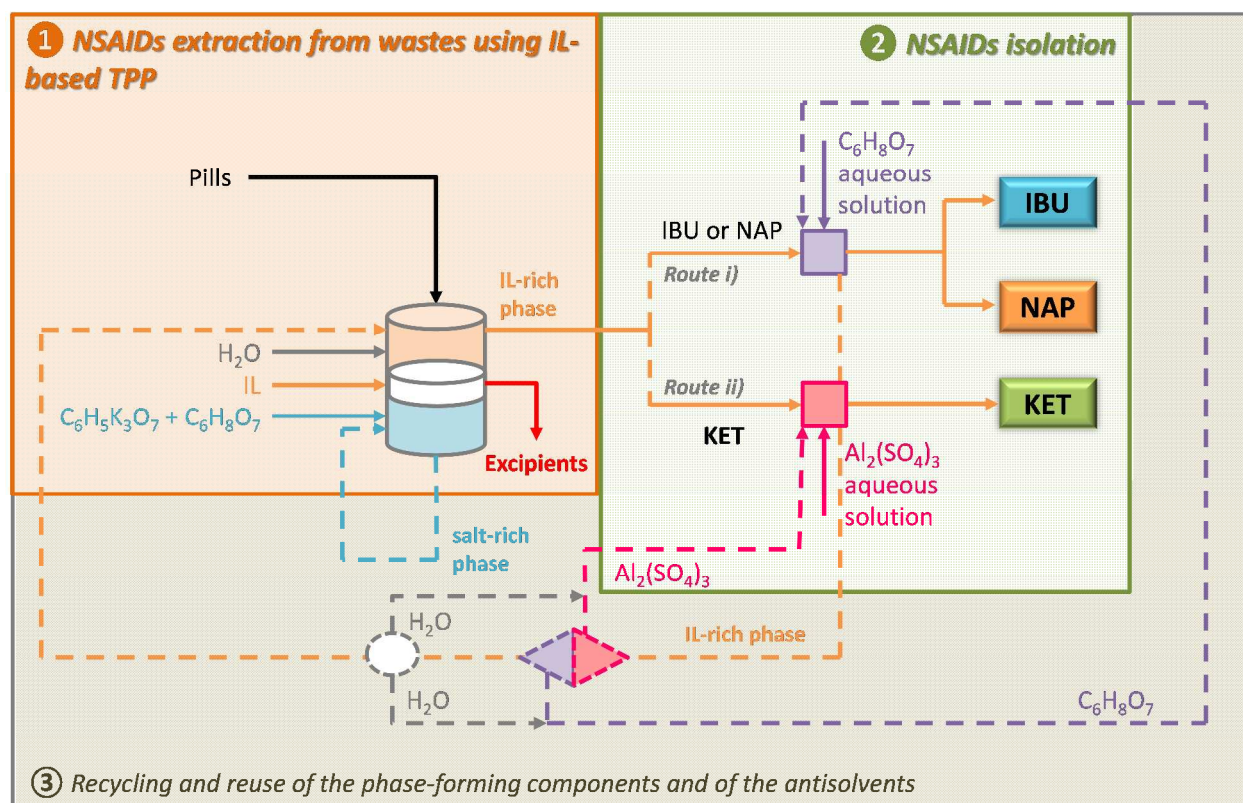 1 NSAIDs extraction from wastes using IL-
based TPP
2 NSAIDs isolation
Pills
IL-rich
phase
H₂O
IL
C₆H₅K₃O₇ + C₆H₈O₇
Excipients
salt-rich
phase
C₆H₈O₇
aqueous
solution
IBU or NAP
Route i)
IBU
NAP
Route ii)
KET
KET
Al₂(SO₄)₃
aqueous
solution
Al₂(SO₄)₃
H₂O
IL-rich phase
H₂O
C₆H₈O₇
3 Recycling and reuse of the phase-forming components and of the antisolvents